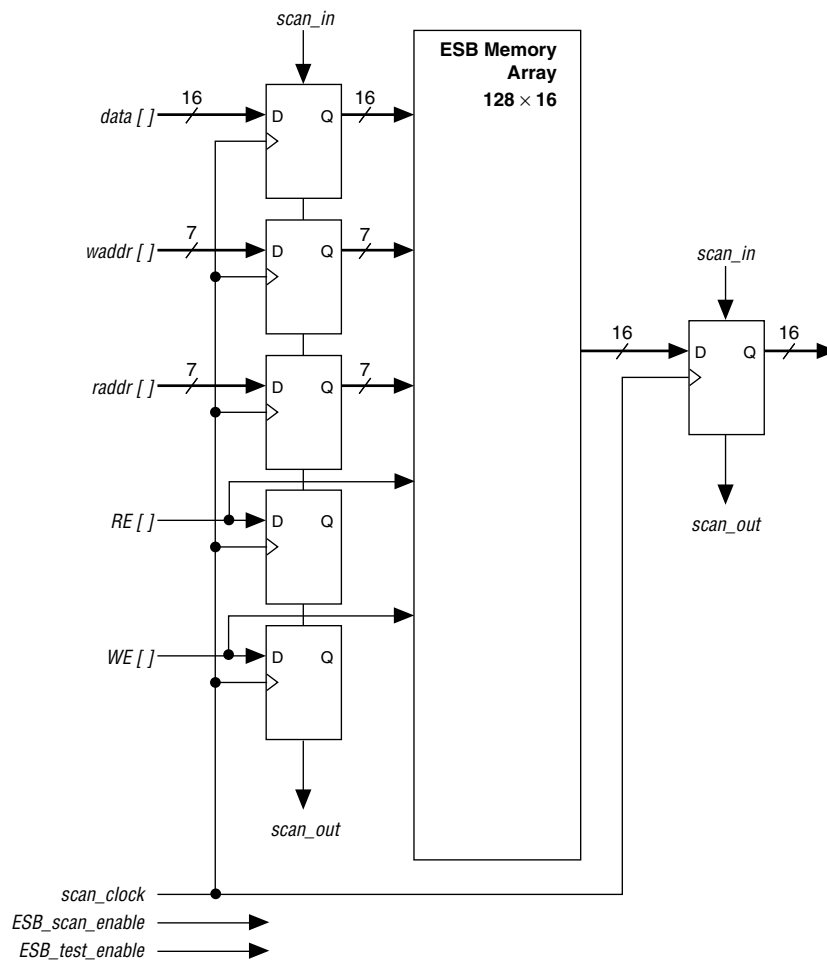 scan_in
ESB Memory
Array
128 × 16
data [ ]
16
D
Q
16
waddr [ ]
7
D
Q
7
scan_in
raddr [ ]
7
D
Q
7
16
D
Q
16
RE [ ]
D
Q
scan_out
WE [ ]
D
Q
scan_out
scan_clock
ESB_scan_enable
ESB_test_enable